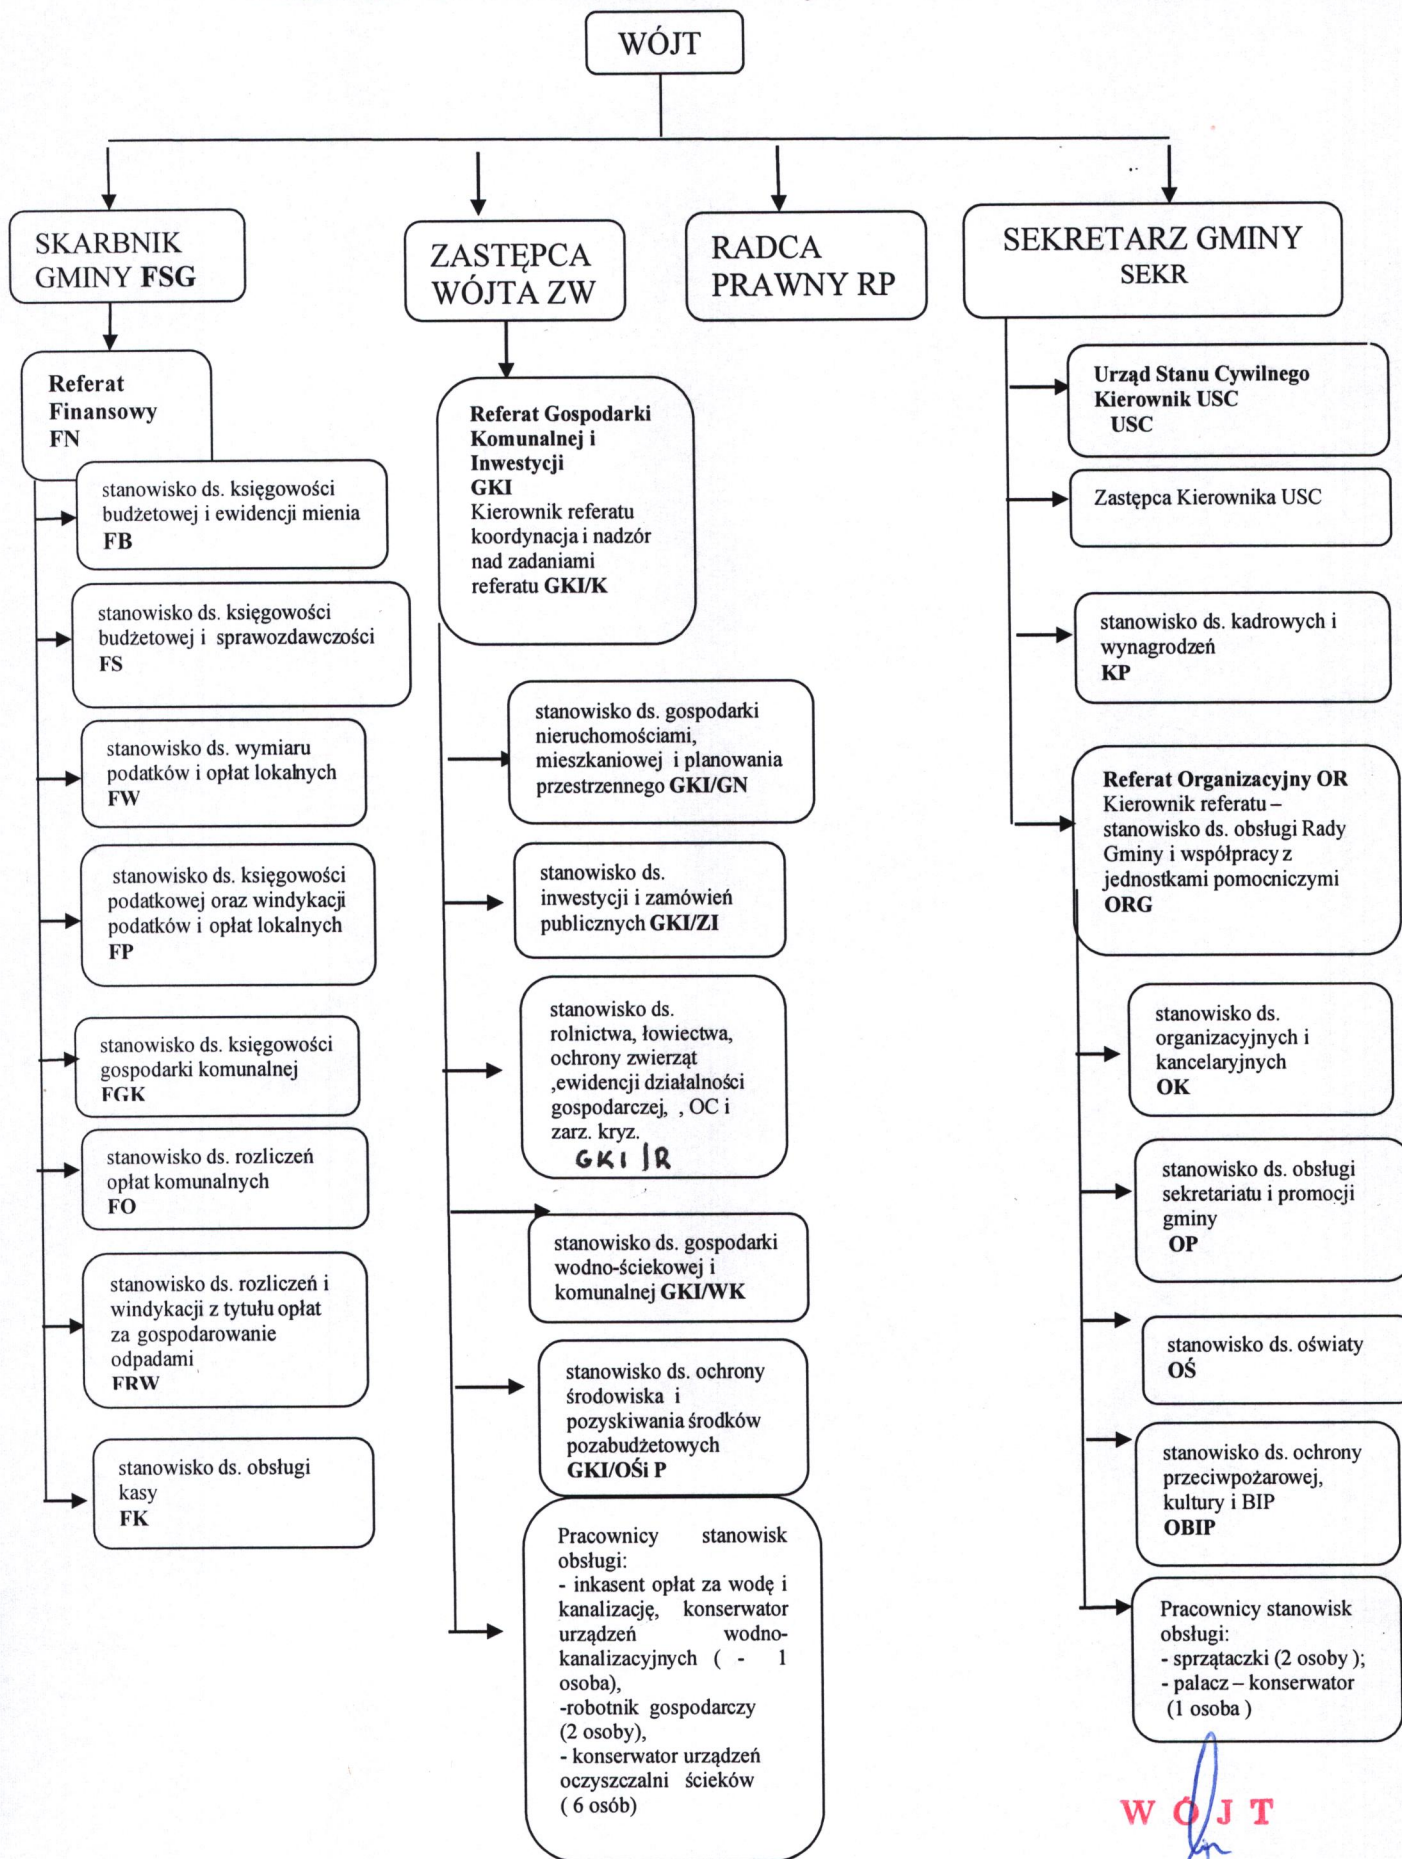 WÓJT
SKARBNIK
GMINY FSG
ZASTĘPCA
WÓJTA ZW
RADCA
PRAWNY RP
SEKRETARZ GMINY
SEKR
Referat
Finansowy
FN
stanowisko ds. księgowości
budżetowej i ewidencji mienia
FB
stanowisko ds. księgowości
budżetowej i sprawozdawczości
FS
stanowisko ds. wymiaru
podatków i opłat lokalnych
FW
stanowisko ds. księgowości
podatkowej oraz windykacji
podatków i opłat lokalnych
FP
stanowisko ds. księgowości
gospodarki komunalnej
FGK
stanowisko ds. rozliczeń
opłat komunalnych
FO
stanowisko ds. rozliczeń i
windykacji z tytułu opłat
za gospodarowanie
odpadami
FRW
stanowisko ds. obsługi
kasy
FK
Referat Gospodarki
Komunalnej i
Inwestycji
GKI
Kierownik referatu
koordynacja i nadzór
nad zadaniami
referatu GKI/K
stanowisko ds. gospodarki
nieruchomościami,
mieszkaniowej i planowania
przestrzennego GKI/GN
stanowisko ds.
inwestycji i zamówień
publicznych GKI/ZI
stanowisko ds.
rolnictwa, łowiectwa,
ochrony zwierząt
,ewidencji działalności
gospodarczej, , OC i
zarz. kryz.
GKI |R
stanowisko ds. gospodarki
wodno-ściekowej i
komunalnej GKI/WK
stanowisko ds. ochrony
środowiska i
pozyskiwania środków
pozabudżetowych
GKI/OŚi P
Pracownicy stanowisk
obsługi:
- inkasent opłat za wodę i
kanalizację, konserwator
urządzeń wodno-
kanalizacyjnych ( - 1
osoba),
-robotnik gospodarczy
(2 osoby),
- konserwator urządzeń
oczyszczalni ścieków
( 6 osób)
Urząd Stanu Cywilnego
Kierownik USC
USC
Zastępca Kierownika USC
stanowisko ds. kadrowych i
wynagrodzeń
KP
Referat Organizacyjny OR
Kierownik referatu –
stanowisko ds. obsługi Rady
Gminy i współpracy z
jednostkami pomocniczymi
ORG
stanowisko ds.
organizacyjnych i
kancelaryjnych
OK
stanowisko ds. obsługi
sekretariatu i promocji
gminy
OP
stanowisko ds. oświaty
OŚ
stanowisko ds. ochrony
przeciwpożarowej,
kultury i BIP
OBIP
Pracownicy stanowisk
obsługi:
- sprzątaczki (2 osoby );
- palacz – konserwator
(1 osoba )
WÓJT